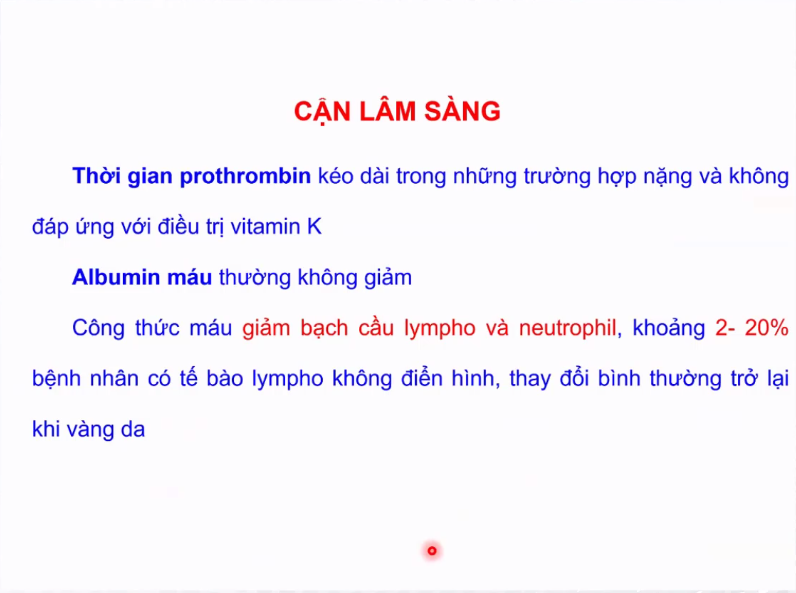 CẬN LÂM SÀNG
Thời gian prothrombin kéo dài trong những trường hợp nặng và không
đáp ứng với điều trị vitamin K
Albumin máu thường không giảm
Công thức máu giảm bạch cầu lympho và neutrophil, khoảng 2- 20%
bệnh nhân có tế bào lympho không điển hình, thay đổi bình thường trở lại
khi vàng da